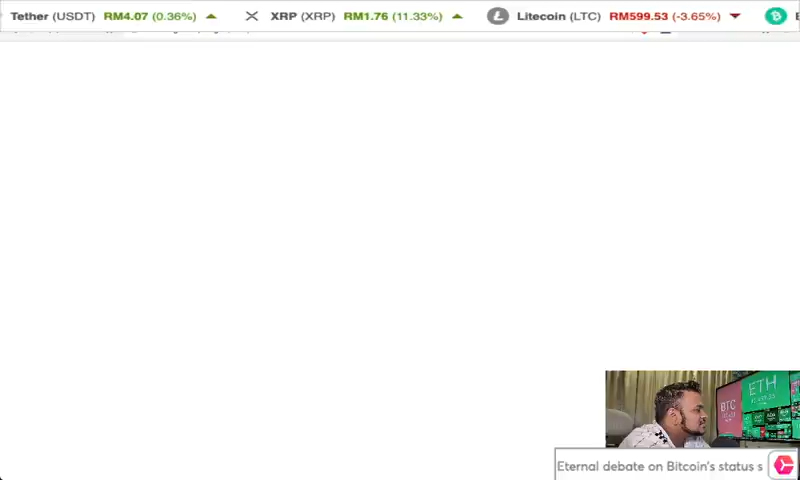 Tether (USDT) RM4.07 (0.36%) XRP (XRP) RM1.76 (11.33%) Litecoin (LTC) RM599.53 (-3.65%)
ETH
BTC
Eternal debate on Bitcoin's status s